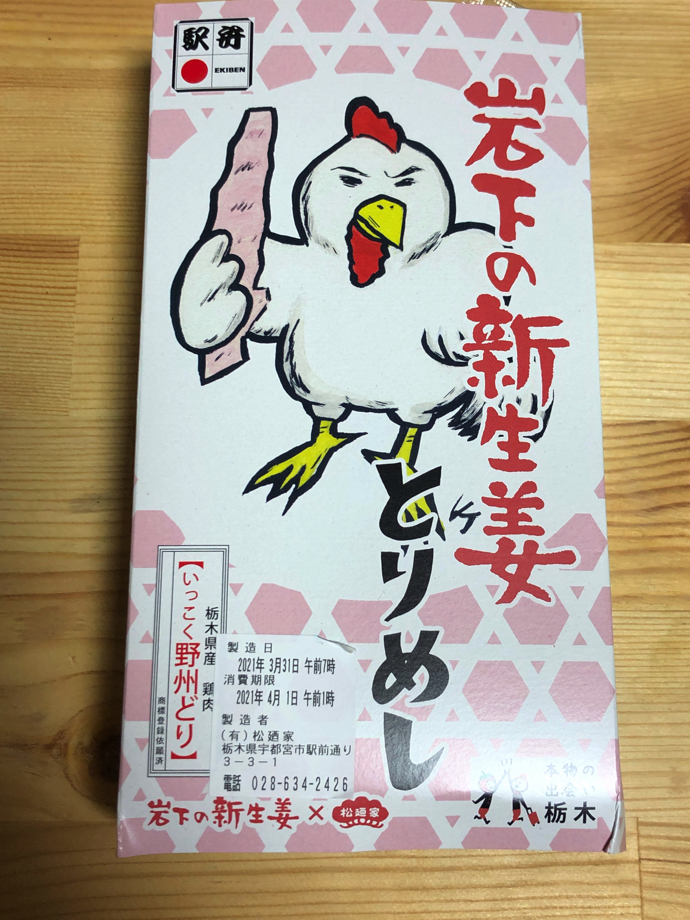 駅弁
EKIBEN
岩下の新生姜
とりめし
栃木県産 鶏肉
【いっこく野州どり】
商標登録依願済
製造日
2021年 3月31日 午前7時
消費期限
2021年 4月 1日 午前1時
製造者
(有)松廼家
栃木県宇都宮市駅前通り
3-3-1
電話 028-634-2426
岩下の新生姜×松廼家
本物の
出会い
栃木